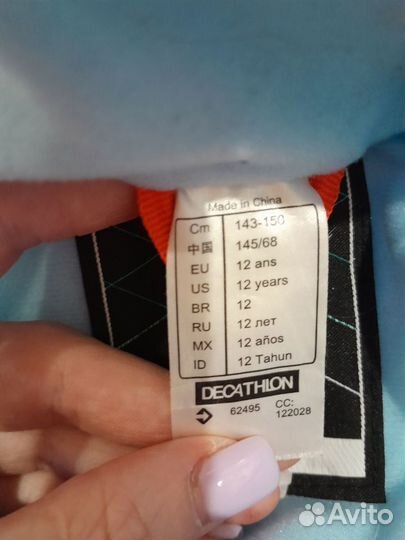 Made in China
Cm 143-150
中国 145/68
EU 12 ans
US 12 years
BR 12
RU 12 лет
MX 12 años
ID 12 Tahun
DECATHLON
62495 CC: 122028
Avito